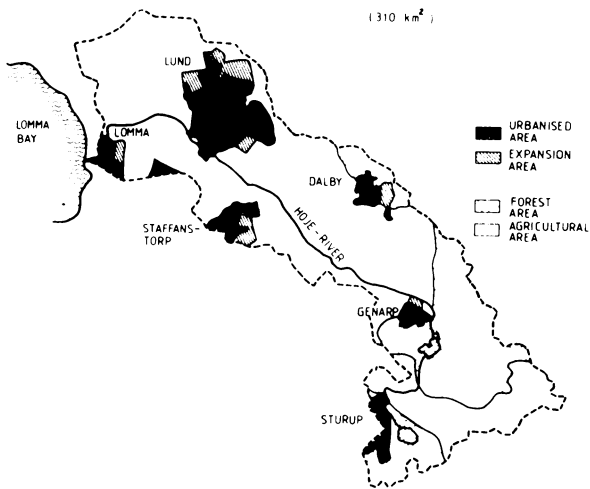 (310 km²)
LUND
LOMMA
BAY
LOMMA
URBANISED
AREA
EXPANSION
AREA
DALBY
FOREST
AREA
AGRICULTURAL
AREA
STAFFANS-
TORP
HOJE-RIVER
GENARP
STURUP